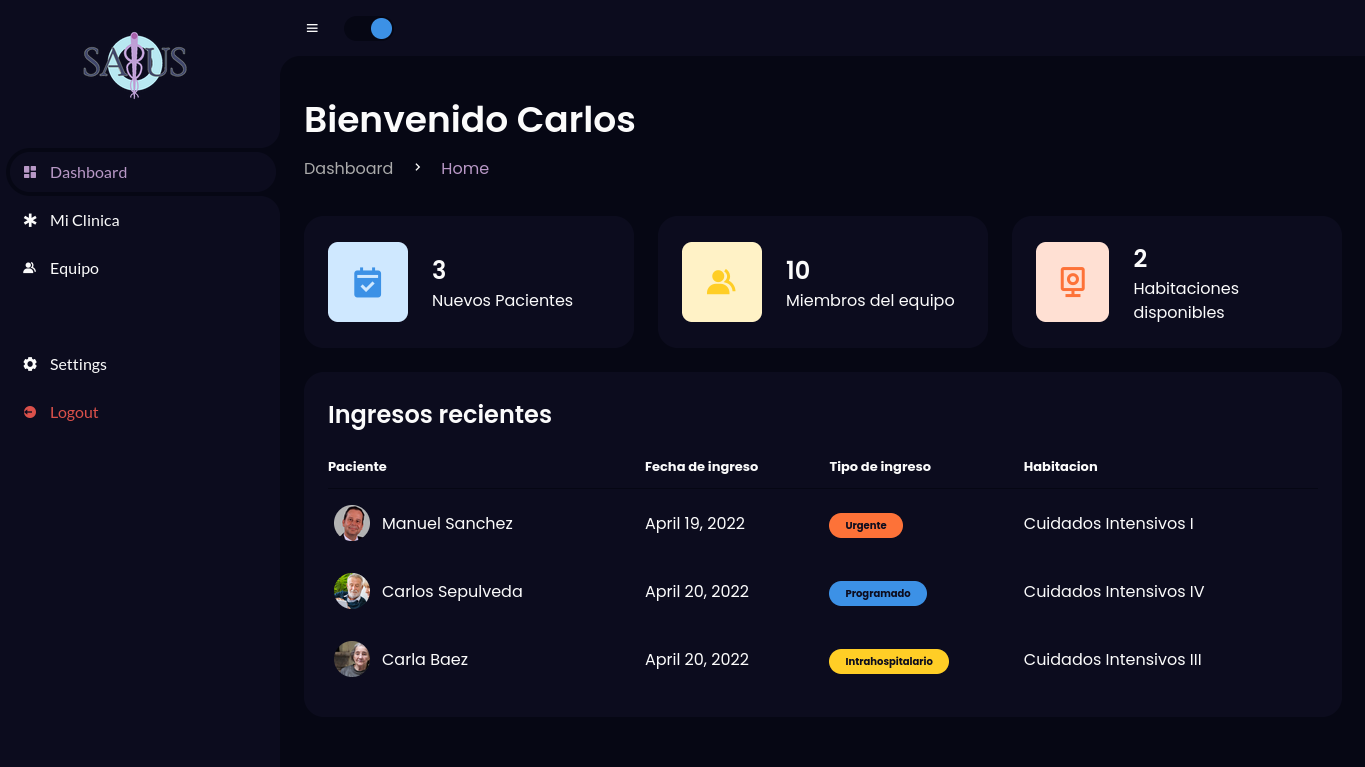 SALUS
Bienvenido Carlos
Dashboard Home
Dashboard
Mi Clinica
Equipo
Settings
Logout
3
Nuevos Pacientes
10
Miembros del equipo
2
Habitaciones
disponibles
Ingresos recientes
Paciente Fecha de ingreso Tipo de ingreso Habitacion
Manuel Sanchez April 19, 2022 Urgente Cuidados Intensivos I
Carlos Sepulveda April 20, 2022 Programado Cuidados Intensivos IV
Carla Baez April 20, 2022 Intrahospitalario Cuidados Intensivos III